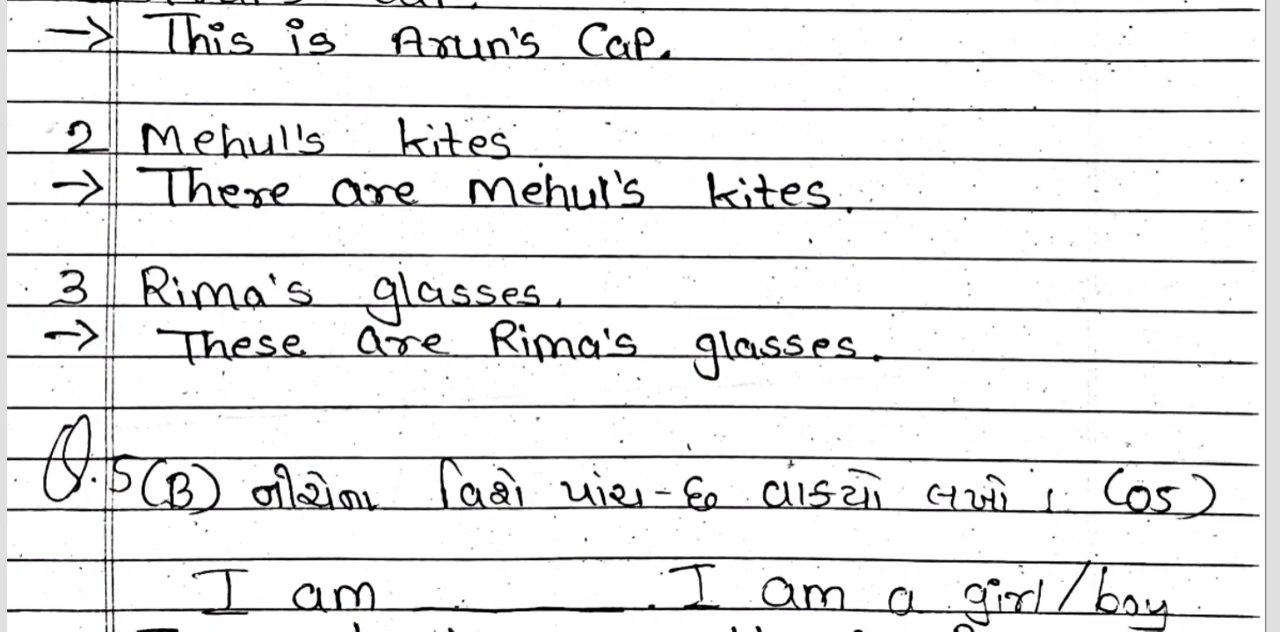 → This is Arun's Cap.
2 Mehul's kites
→ There are Mehul's kites.
3 Rima's glasses.
→ These are Rima's glasses.
Q.5(B) નીચેના વિશે પાંચ-છ વાક્યો લખો । (05)
I am ______. I am a girl/boy